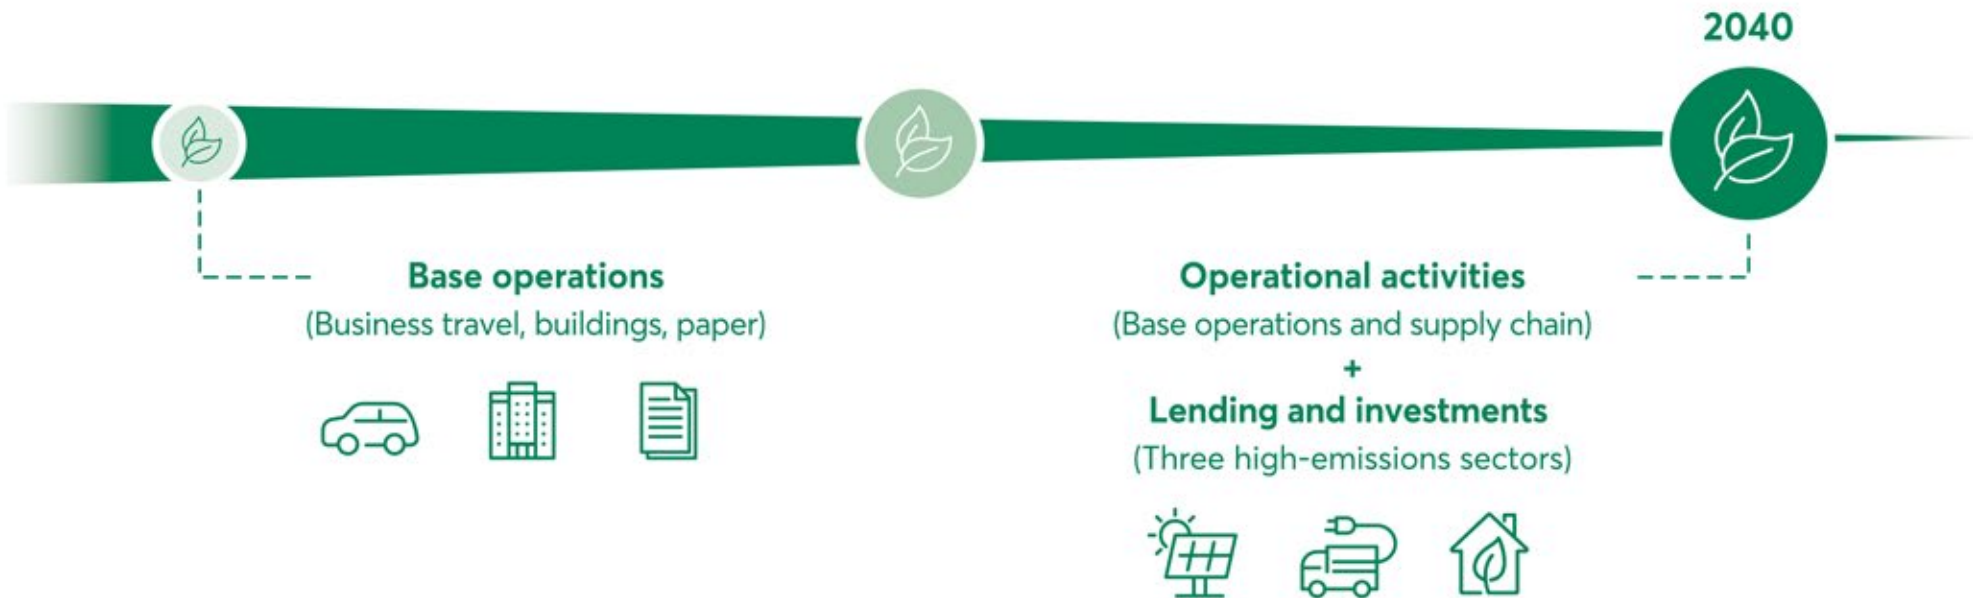 2040
Base operations
(Business travel, buildings, paper)
Operational activities
(Base operations and supply chain)
+
Lending and investments
(Three high-emissions sectors)